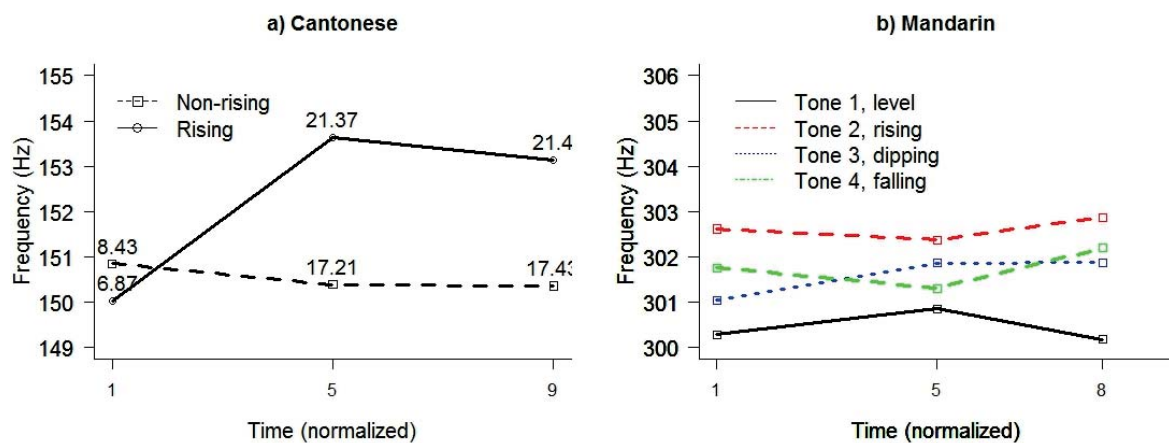 a) Cantonese
Frequency (Hz)
155
154
153
152
151
150
149
Non-rising
Rising
21.37
21.4
8.43
6.87
17.21
17.43
1
5
9
Time (normalized)
b) Mandarin
Frequency (Hz)
306
305
304
303
302
301
300
Tone 1, level
Tone 2, rising
Tone 3, dipping
Tone 4, falling
1
5
8
Time (normalized)